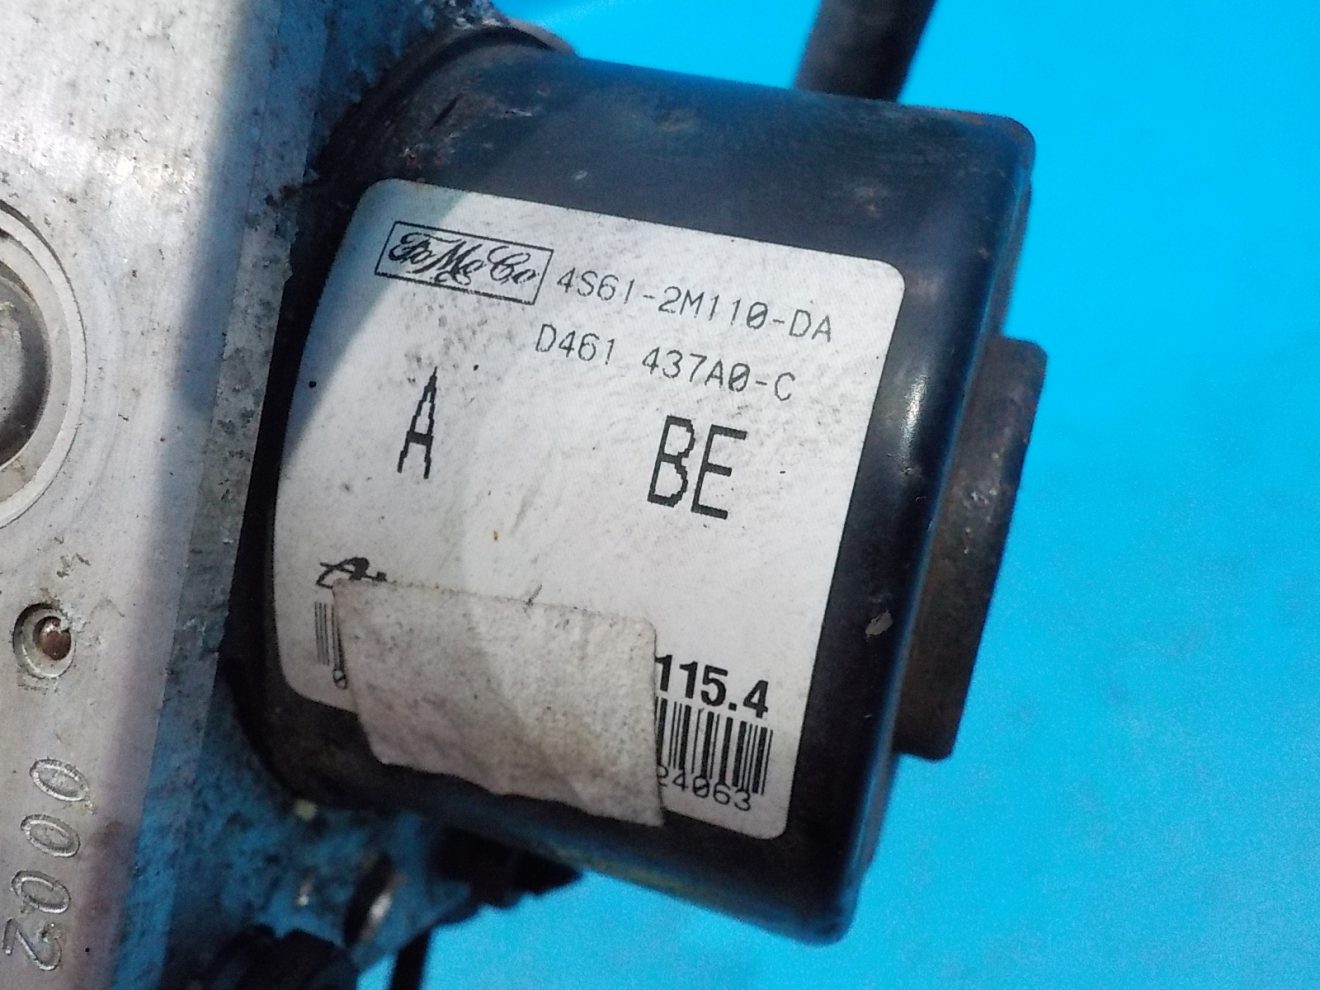 FoMoCo 4S61-2M110-DA
D461 437A0-C
A BE
115.4
24063
0002